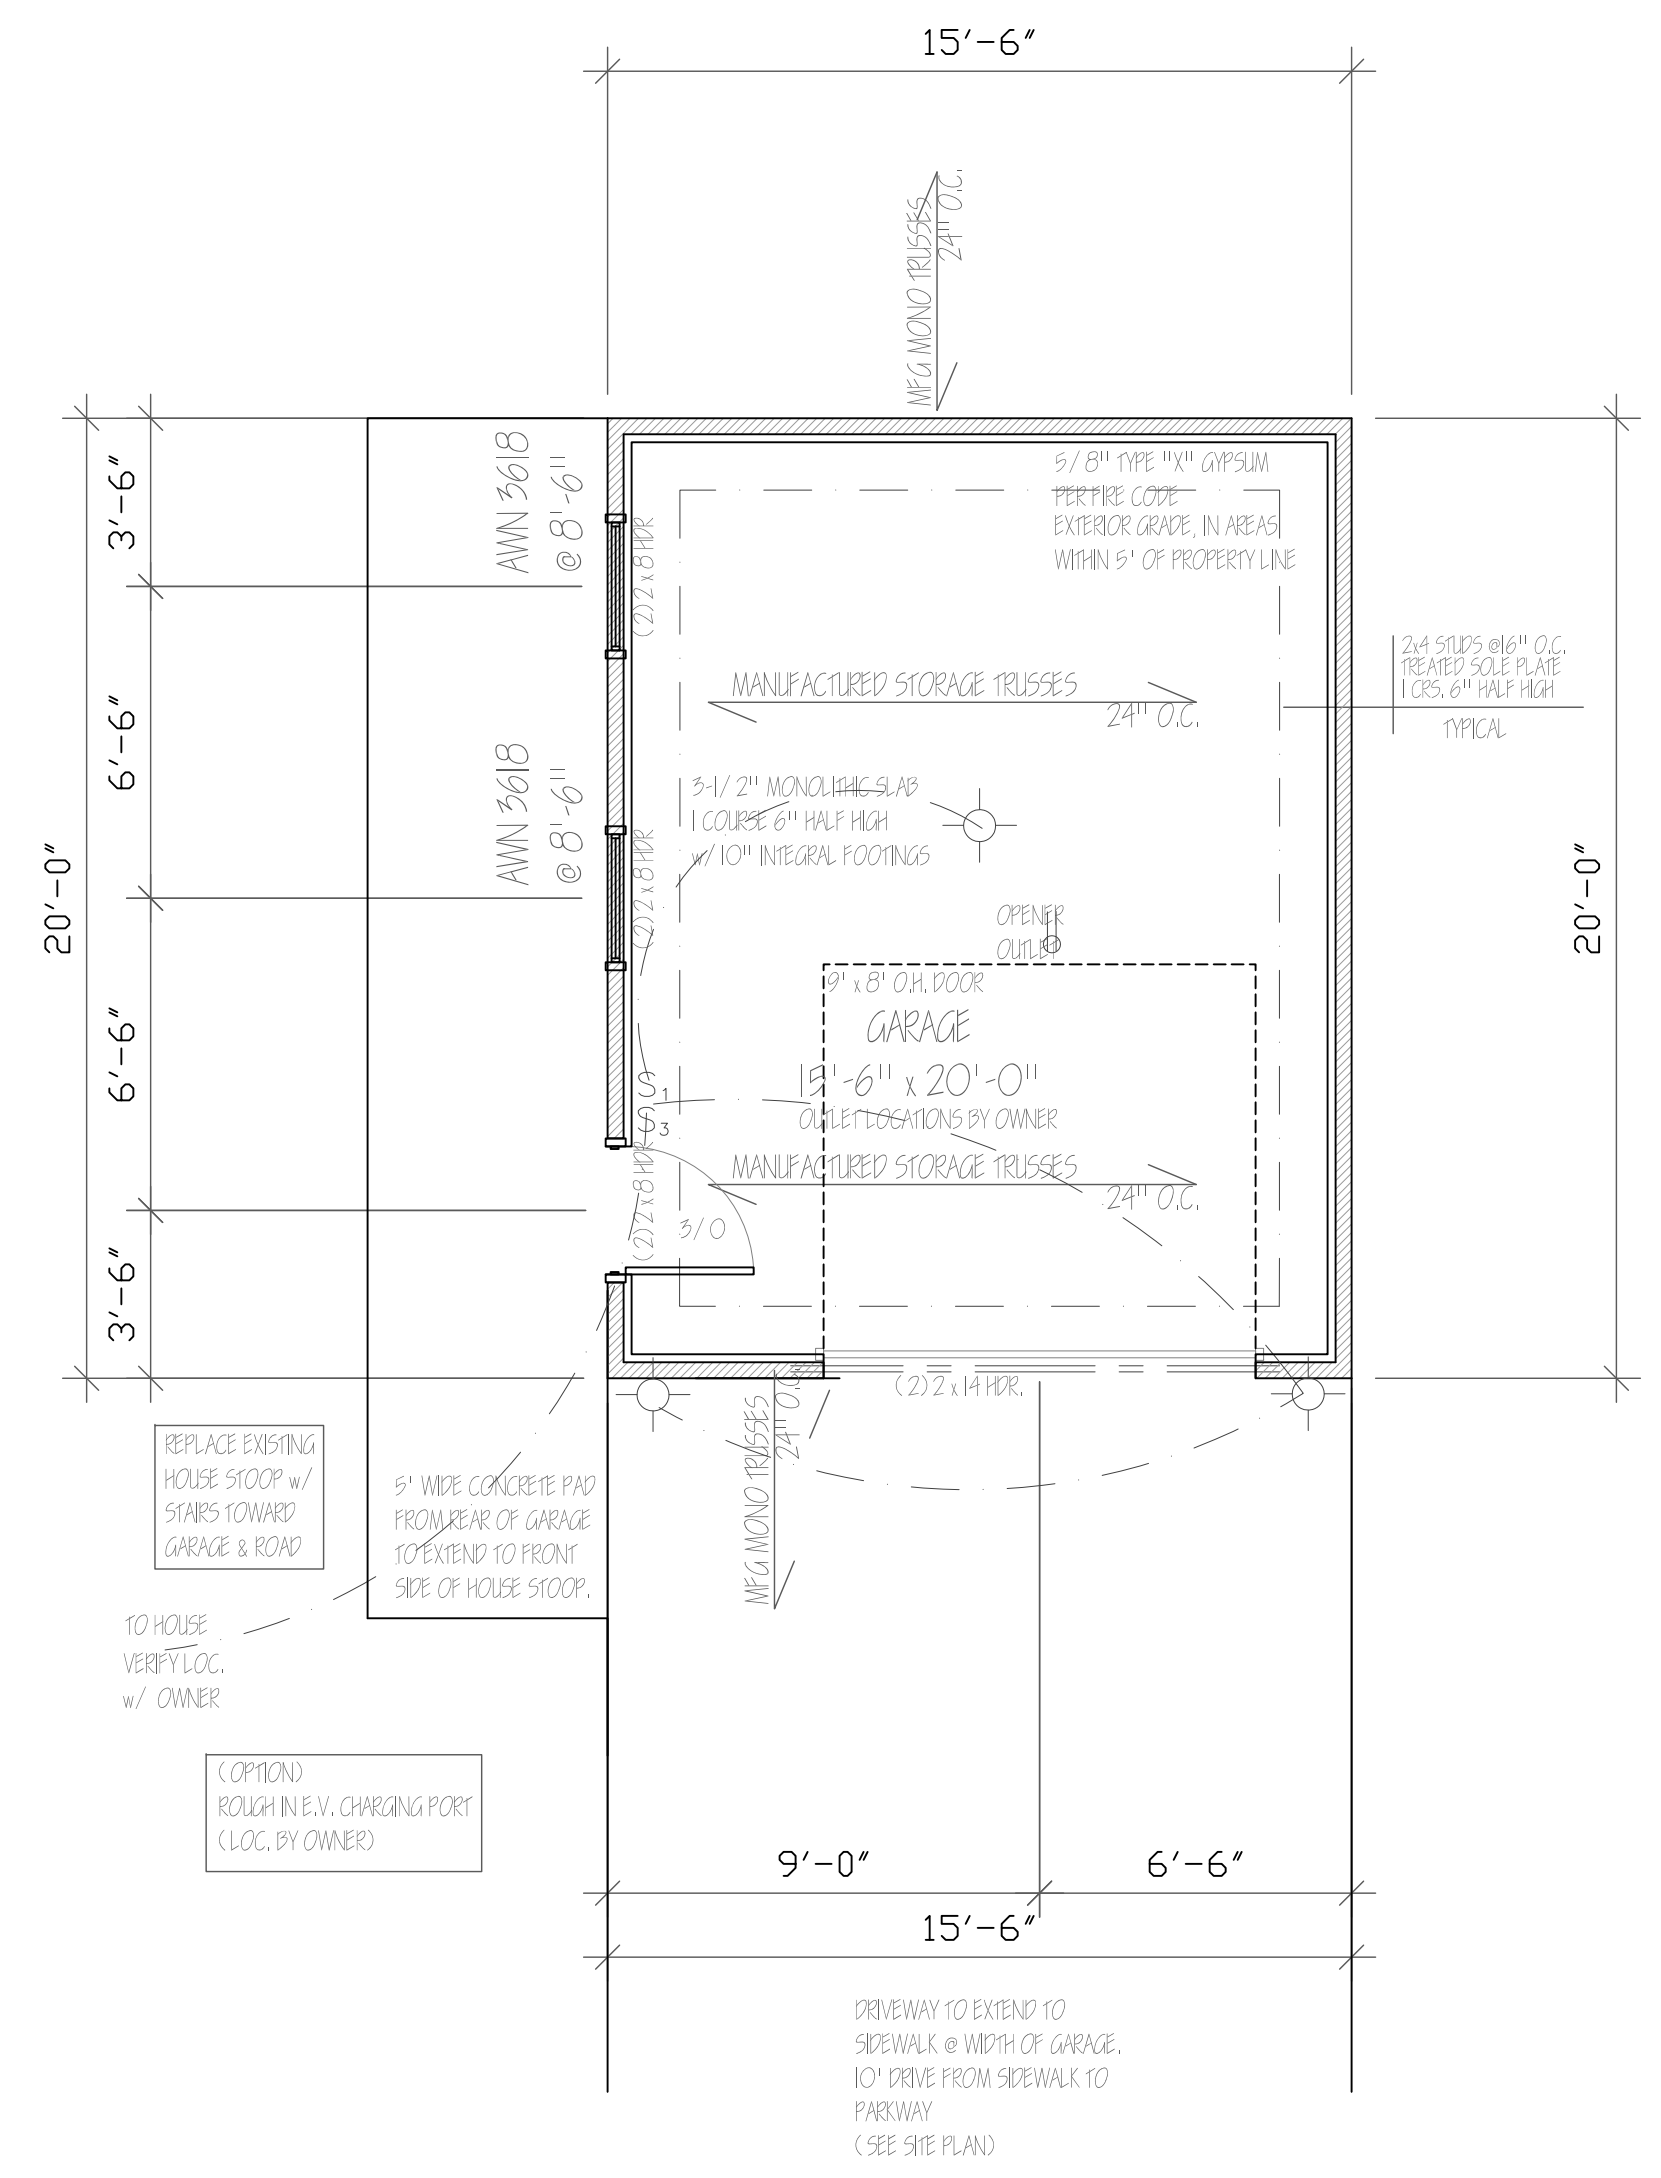 15'-6"
MFG MONO TRUSSES
24" O.C.
3'-6"
6'-6"
6'-6"
3'-6"
20'-0"
20'-0"
AWN 3618
@ 8'-6"
(2) 2 x 8 HDR
AWN 3618
@ 8'-6"
(2) 2 x 8 HDR
5/8" TYPE "X" GYPSUM
PER FIRE CODE
EXTERIOR GRADE, IN AREAS
WITHIN 5' OF PROPERTY LINE
2x4 STUDS @16" O.C.
TREATED SOLE PLATE
1 CRS. 6" HALF HIGH
TYPICAL
MANUFACTURED STORAGE TRUSSES
24" O.C.
3-1/2" MONOLITHIC SLAB
1 COURSE 6" HALF HIGH
w/ 10" INTEGRAL FOOTINGS
OPENER
OUTLET
9' x 8' O.H. DOOR
GARAGE
15'-6" x 20'-0"
OUTLET LOCATIONS BY OWNER
S1
S3
(2) 2 x 8 HDR
3/0
MANUFACTURED STORAGE TRUSSES
24" O.C.
(2) 2 x 14 HDR.
MFG MONO TRUSSES
24" O.C.
REPLACE EXISTING
HOUSE STOOP w/
STAIRS TOWARD
GARAGE & ROAD
5' WIDE CONCRETE PAD
FROM REAR OF GARAGE
TO EXTEND TO FRONT
SIDE OF HOUSE STOOP.
TO HOUSE
VERIFY LOC.
w/ OWNER
(OPTION)
ROUGH IN E.V. CHARGING PORT
(LOC. BY OWNER)
9'-0"
6'-6"
15'-6"
DRIVEWAY TO EXTEND TO
SIDEWALK @ WIDTH OF GARAGE.
10' DRIVE FROM SIDEWALK TO
PARKWAY
(SEE SITE PLAN)